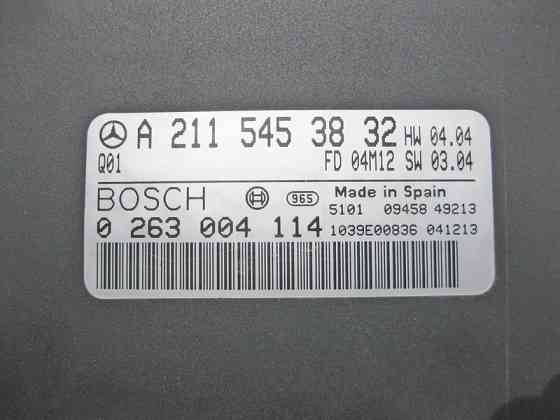 A 211 545 38 32 HW 04.04
Q01 FD 04M12 SW 03.04
BOSCH 965 Made in Spain
5101 09458 49213
0 263 004 114 1039E00836 041213